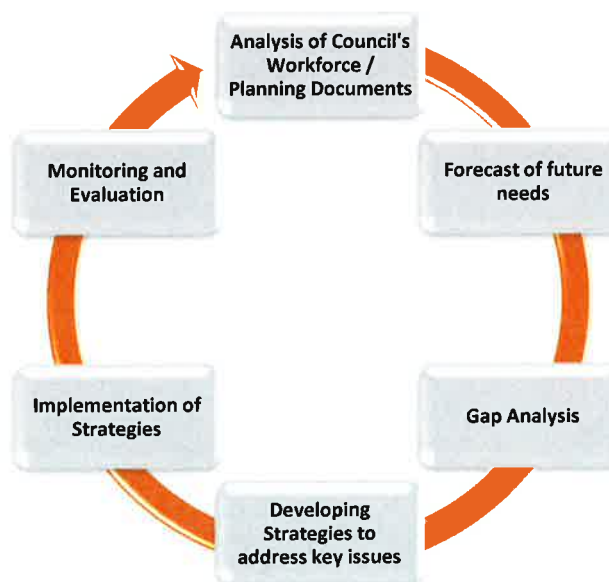 Analysis of Council's
Workforce /
Planning Documents
Forecast of future
needs
Gap Analysis
Developing
Strategies to
address key issues
Implementation of
Strategies
Monitoring and
Evaluation